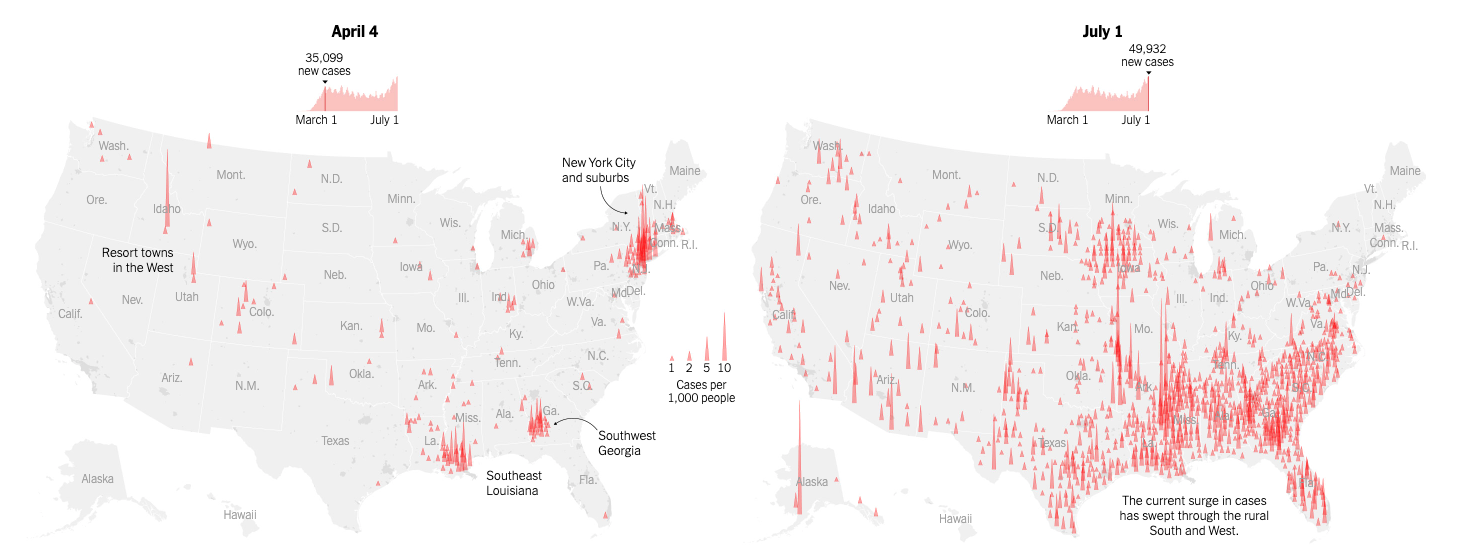 April 4
35,099
new cases
March 1
July 1
Wash.
Mont.
N.D.
Minn.
Ore.
Idaho
S.D.
Wis.
Mich.
New York City
and suburbs
Maine
Vt.
N.H.
N.Y.
Mass.
Conn.
R.I.
Resort towns
in the West
Wyo.
Neb.
Iowa
Ill.
Ind.
Ohio
Pa.
N.J.
Nev.
Utah
Colo.
Calif.
Kan.
Mo.
W.Va.
Md.
Del.
Va.
Ky.
Ariz.
N.M.
Okla.
Ark.
Tenn.
N.C.
S.C.
Texas
La.
Miss.
Ala.
Ga.
Fla.
Southwest
Georgia
Southeast
Louisiana
Alaska
Hawaii
1 2 5 10
Cases per
1,000 people
July 1
49,932
new cases
March 1
July 1
Wash.
Mont.
N.D.
Minn.
Ore.
Idaho
S.D.
Wis.
Mich.
Maine
Vt.
N.H.
N.Y.
Mass.
Conn.
R.I.
Wyo.
Neb.
Iowa
Ill.
Ind.
Ohio
Pa.
N.J.
Nev.
Utah
Colo.
Calif.
Kan.
Mo.
W.Va.
Md.
Del.
Va.
Ky.
Ariz.
N.M.
Okla.
Ark.
Tenn.
N.C.
Texas
La.
Miss.
Ga.
Alaska
Hawaii
The current surge in cases
has swept through the rural
South and West.